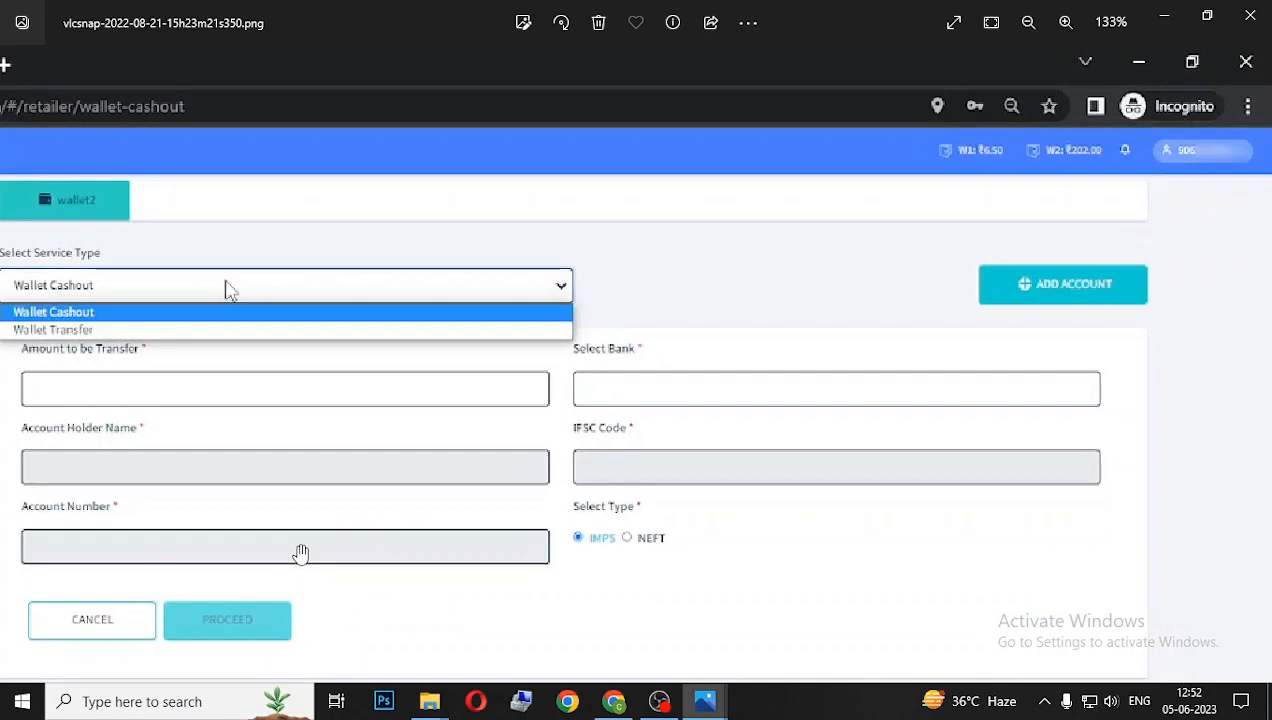 vlcsnap-2022-08-21-15h23m21s350.png
133%
/#/retailer/wallet-cashout
Incognito
W1: ₹6.50
W2: ₹202.00
906
wallet2
Select Service Type
Wallet Cashout
ADD ACCOUNT
Wallet Cashout
Wallet Transfer
Amount to be Transfer *
Select Bank *
Account Holder Name *
IFSC Code *
Account Number *
Select Type *
IMPS
NEFT
CANCEL
PROCEED
Activate Windows
Go to Settings to activate Windows.
Type here to search
Ps
36°C Haze
ENG
12:52
05-06-2023